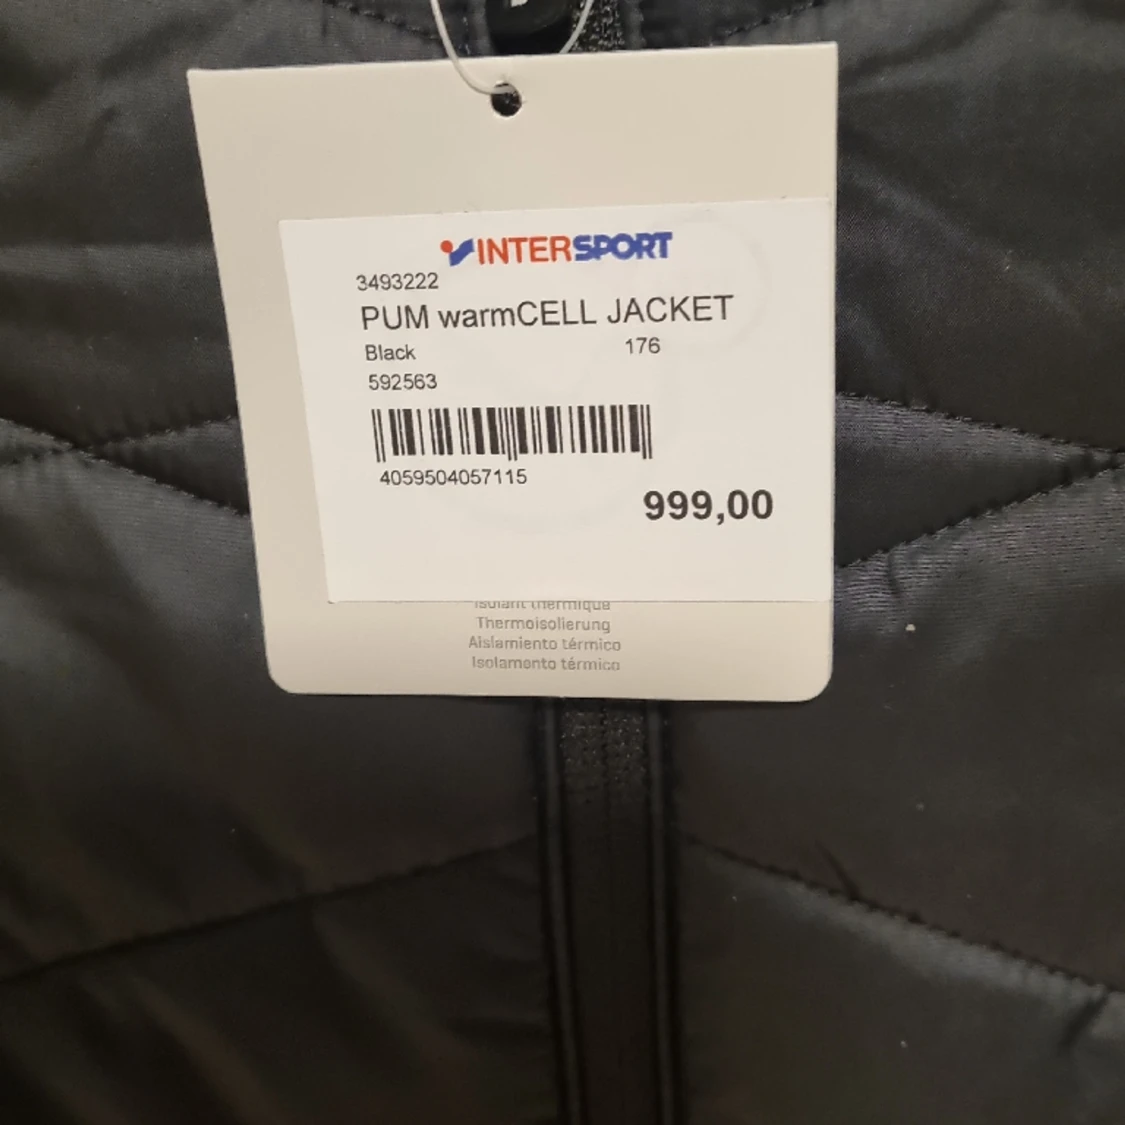 INTERSPORT
3493222
PUM warmCELL JACKET
Black 176
592563
4059504057115
999,00
Isolant thermique
Thermoisolierung
Aislamiento térmico
Isolamento térmico